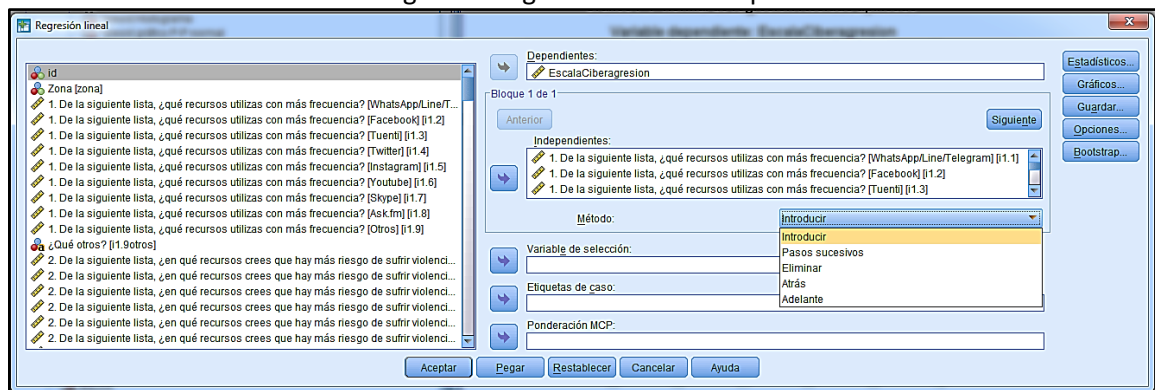 Regresión lineal
id
Zona [zona]
1. De la siguiente lista, ¿qué recursos utilizas con más frecuencia? [WhatsApp/Line/T...
1. De la siguiente lista, ¿qué recursos utilizas con más frecuencia? [Facebook] [i1.2]
1. De la siguiente lista, ¿qué recursos utilizas con más frecuencia? [Tuenti] [i1.3]
1. De la siguiente lista, ¿qué recursos utilizas con más frecuencia? [Twitter] [i1.4]
1. De la siguiente lista, ¿qué recursos utilizas con más frecuencia? [Instagram] [i1.5]
1. De la siguiente lista, ¿qué recursos utilizas con más frecuencia? [Youtube] [i1.6]
1. De la siguiente lista, ¿qué recursos utilizas con más frecuencia? [Skype] [i1.7]
1. De la siguiente lista, ¿qué recursos utilizas con más frecuencia? [Ask.fm] [i1.8]
1. De la siguiente lista, ¿qué recursos utilizas con más frecuencia? [Otros] [i1.9]
¿Qué otros? [i1.9otros]
2. De la siguiente lista, ¿en qué recursos crees que hay más riesgo de sufrir violenci...
2. De la siguiente lista, ¿en qué recursos crees que hay más riesgo de sufrir violenci...
2. De la siguiente lista, ¿en qué recursos crees que hay más riesgo de sufrir violenci...
2. De la siguiente lista, ¿en qué recursos crees que hay más riesgo de sufrir violenci...
2. De la siguiente lista, ¿en qué recursos crees que hay más riesgo de sufrir violenci...
2. De la siguiente lista, ¿en qué recursos crees que hay más riesgo de sufrir violenci...
Dependientes:
EscalaCiberagresion
Bloque 1 de 1
Anterior
Siguiente
Independientes:
1. De la siguiente lista, ¿qué recursos utilizas con más frecuencia? [WhatsApp/Line/Telegram] [i1.1]
1. De la siguiente lista, ¿qué recursos utilizas con más frecuencia? [Facebook] [i1.2]
1. De la siguiente lista, ¿qué recursos utilizas con más frecuencia? [Tuenti] [i1.3]
Método:
Introducir
Introducir
Pasos sucesivos
Eliminar
Atrás
Adelante
Variable de selección:
Etiquetas de caso:
Ponderación MCP:
Estadísticos...
Gráficos...
Guardar...
Opciones...
Bootstrap...
Aceptar
Pegar
Restablecer
Cancelar
Ayuda